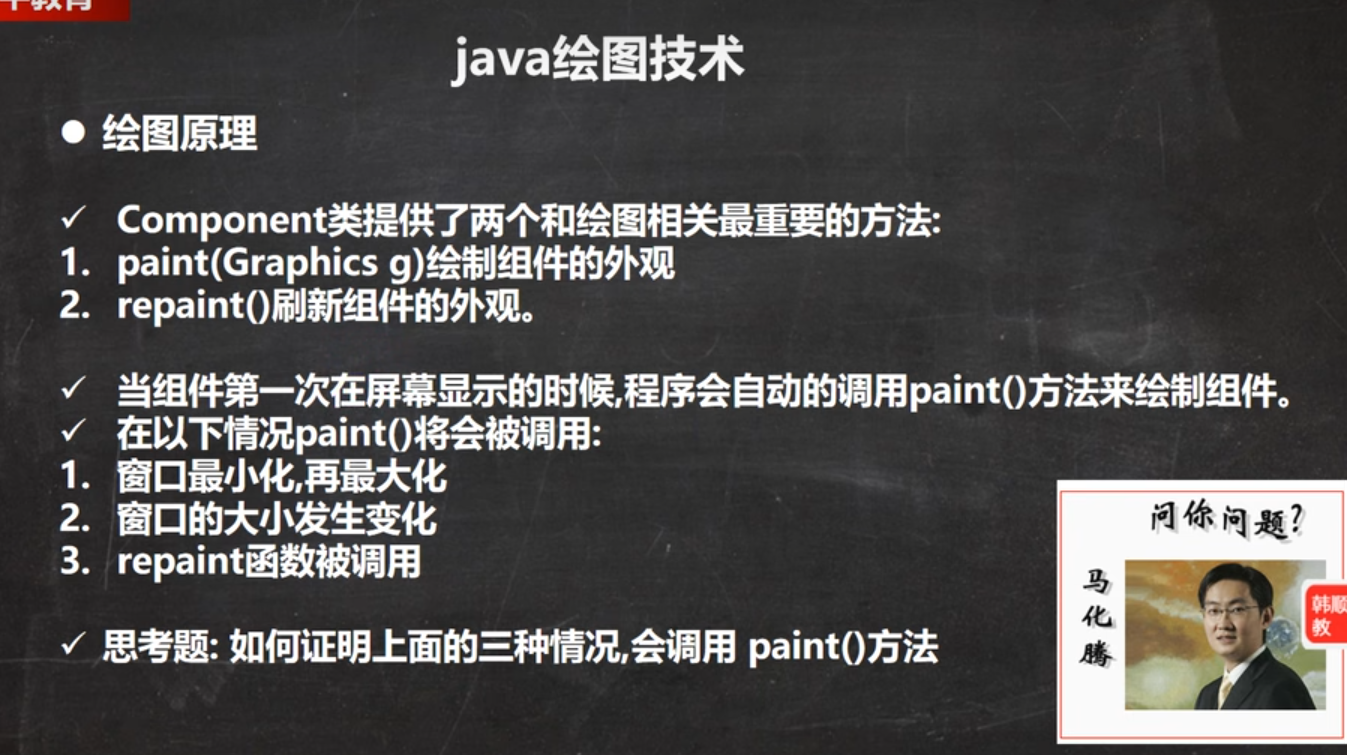 教育
java绘图技术
● 绘图原理
✓ Component类提供了两个和绘图相关最重要的方法:
1. paint(Graphics g)绘制组件的外观
2. repaint()刷新组件的外观。
✓ 当组件第一次在屏幕显示的时候,程序会自动的调用paint()方法来绘制组件。
✓ 在以下情况paint()将会被调用:
1. 窗口最小化,再最大化
2. 窗口的大小发生变化
3. repaint函数被调用
✓ 思考题: 如何证明上面的三种情况,会调用 paint()方法
问你问题?
马化腾
韩顺
教